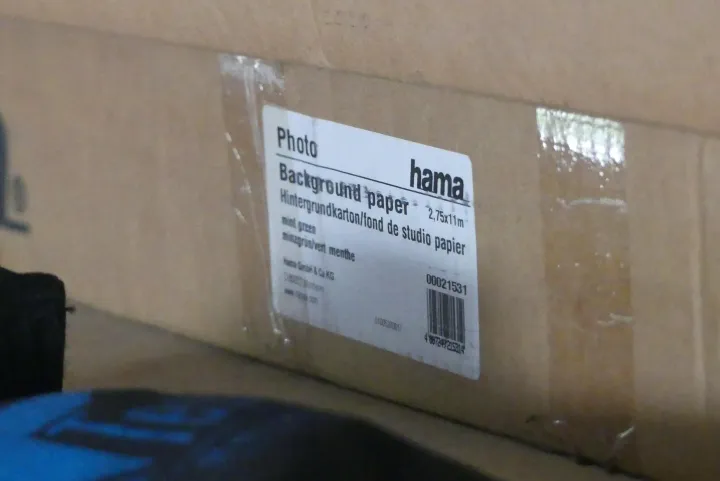 Photo
hama
Background paper 2,75x11m
Hintergrundkarton/fond de studio papier
mint green
mintgrün/vert menthe
Hama GmbH & Co KG
00021531